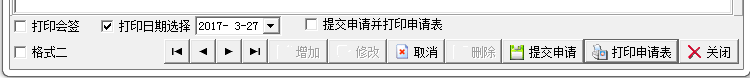 打印会签 打印日期选择 2017- 3-27 提交申请并打印申请表
格式二 增加 修改 取消 删除 提交申请 打印申请表 关闭